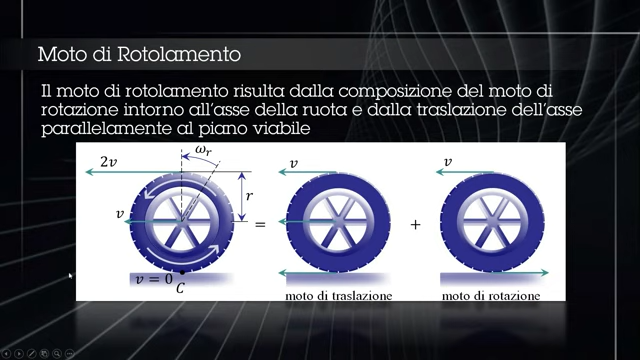 Moto di Rotolamento
Il moto di rotolamento risulta dalla composizione del moto di
rotazione intorno all'asse della ruota e dalla traslazione dell'asse
parallelamente al piano viabile
ωr
2v
v
v
r
v
=
+
v = 0
C
moto di traslazione
moto di rotazione